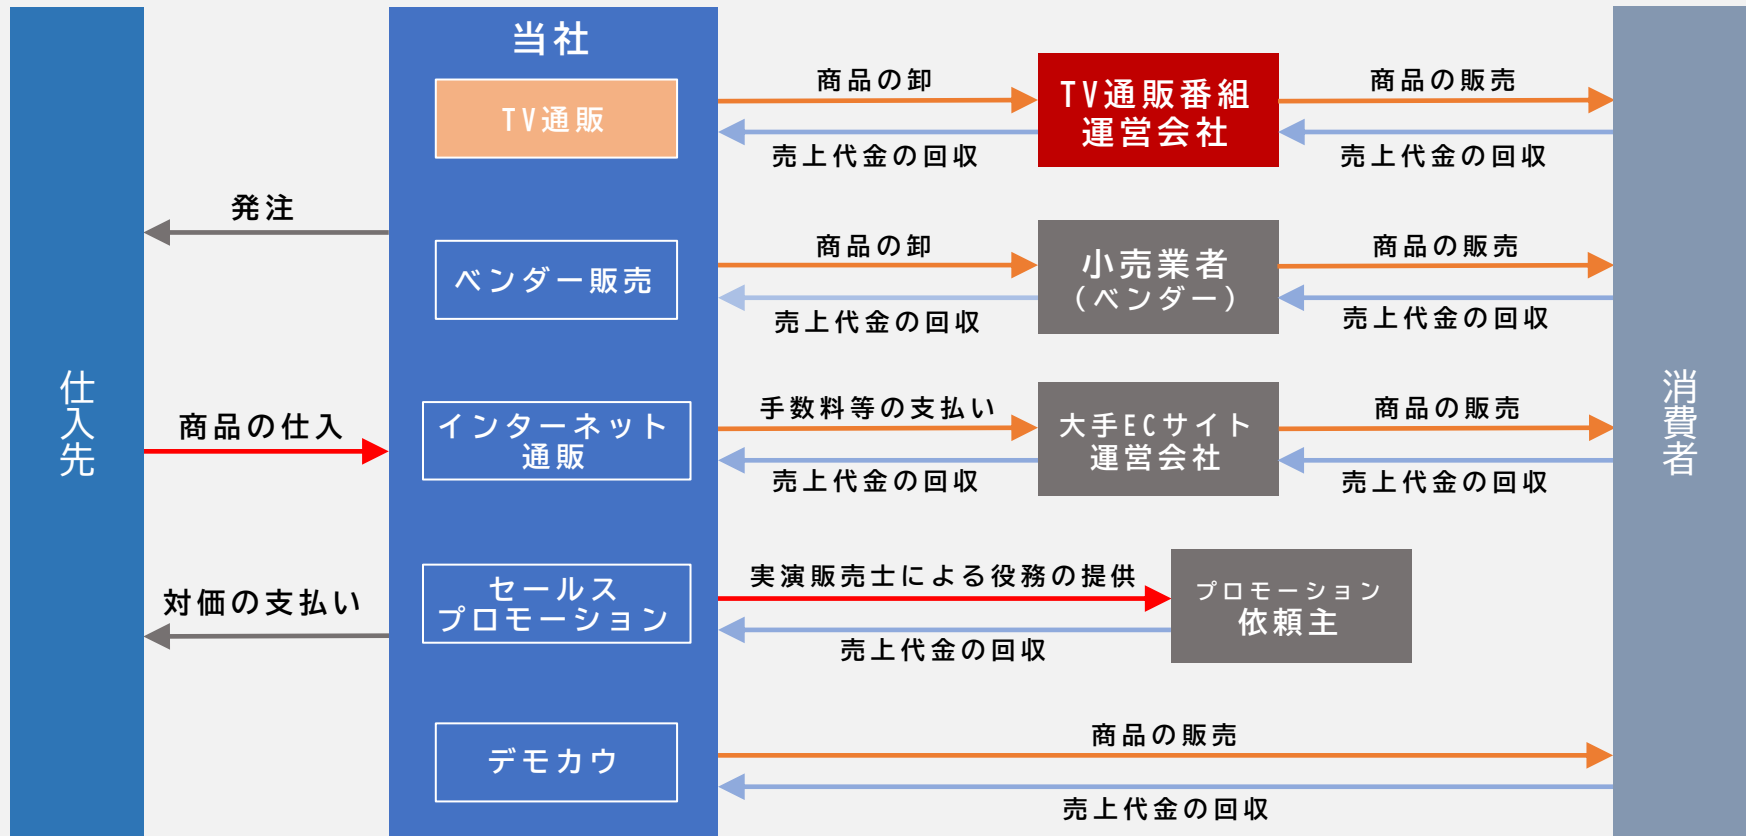 当社
TV通販
商品の卸
売上代金の回収
TV通販番組
運営会社
商品の販売
売上代金の回収
発注
ベンダー販売
商品の卸
売上代金の回収
小売業者
(ベンダー)
商品の販売
売上代金の回収
仕入先
商品の仕入
インターネット
通販
手数料等の支払い
売上代金の回収
大手ECサイト
運営会社
商品の販売
売上代金の回収
消費者
対価の支払い
セールス
プロモーション
実演販売士による役務の提供
売上代金の回収
プロモーション
依頼主
デモカウ
商品の販売
売上代金の回収